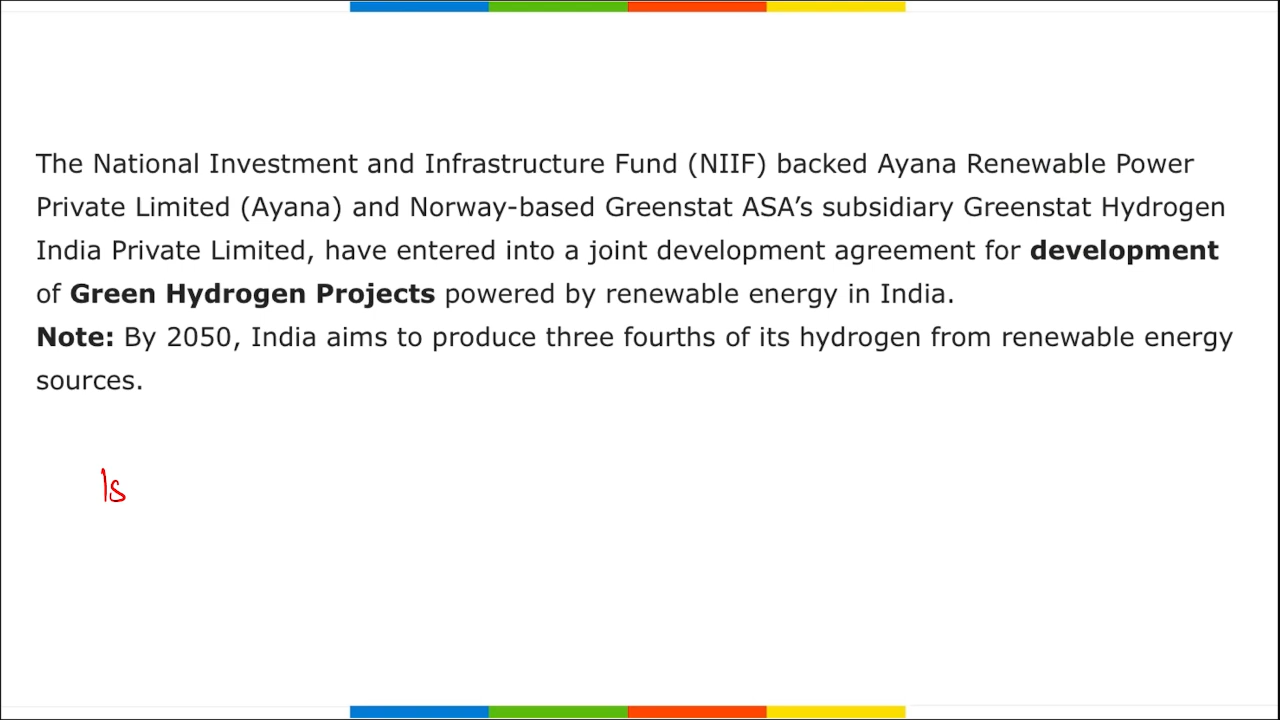 The National Investment and Infrastructure Fund (NIIF) backed Ayana Renewable Power
Private Limited (Ayana) and Norway-based Greenstat ASA’s subsidiary Greenstat Hydrogen
India Private Limited, have entered into a joint development agreement for development
of Green Hydrogen Projects powered by renewable energy in India.
Note: By 2050, India aims to produce three fourths of its hydrogen from renewable energy
sources.
Is